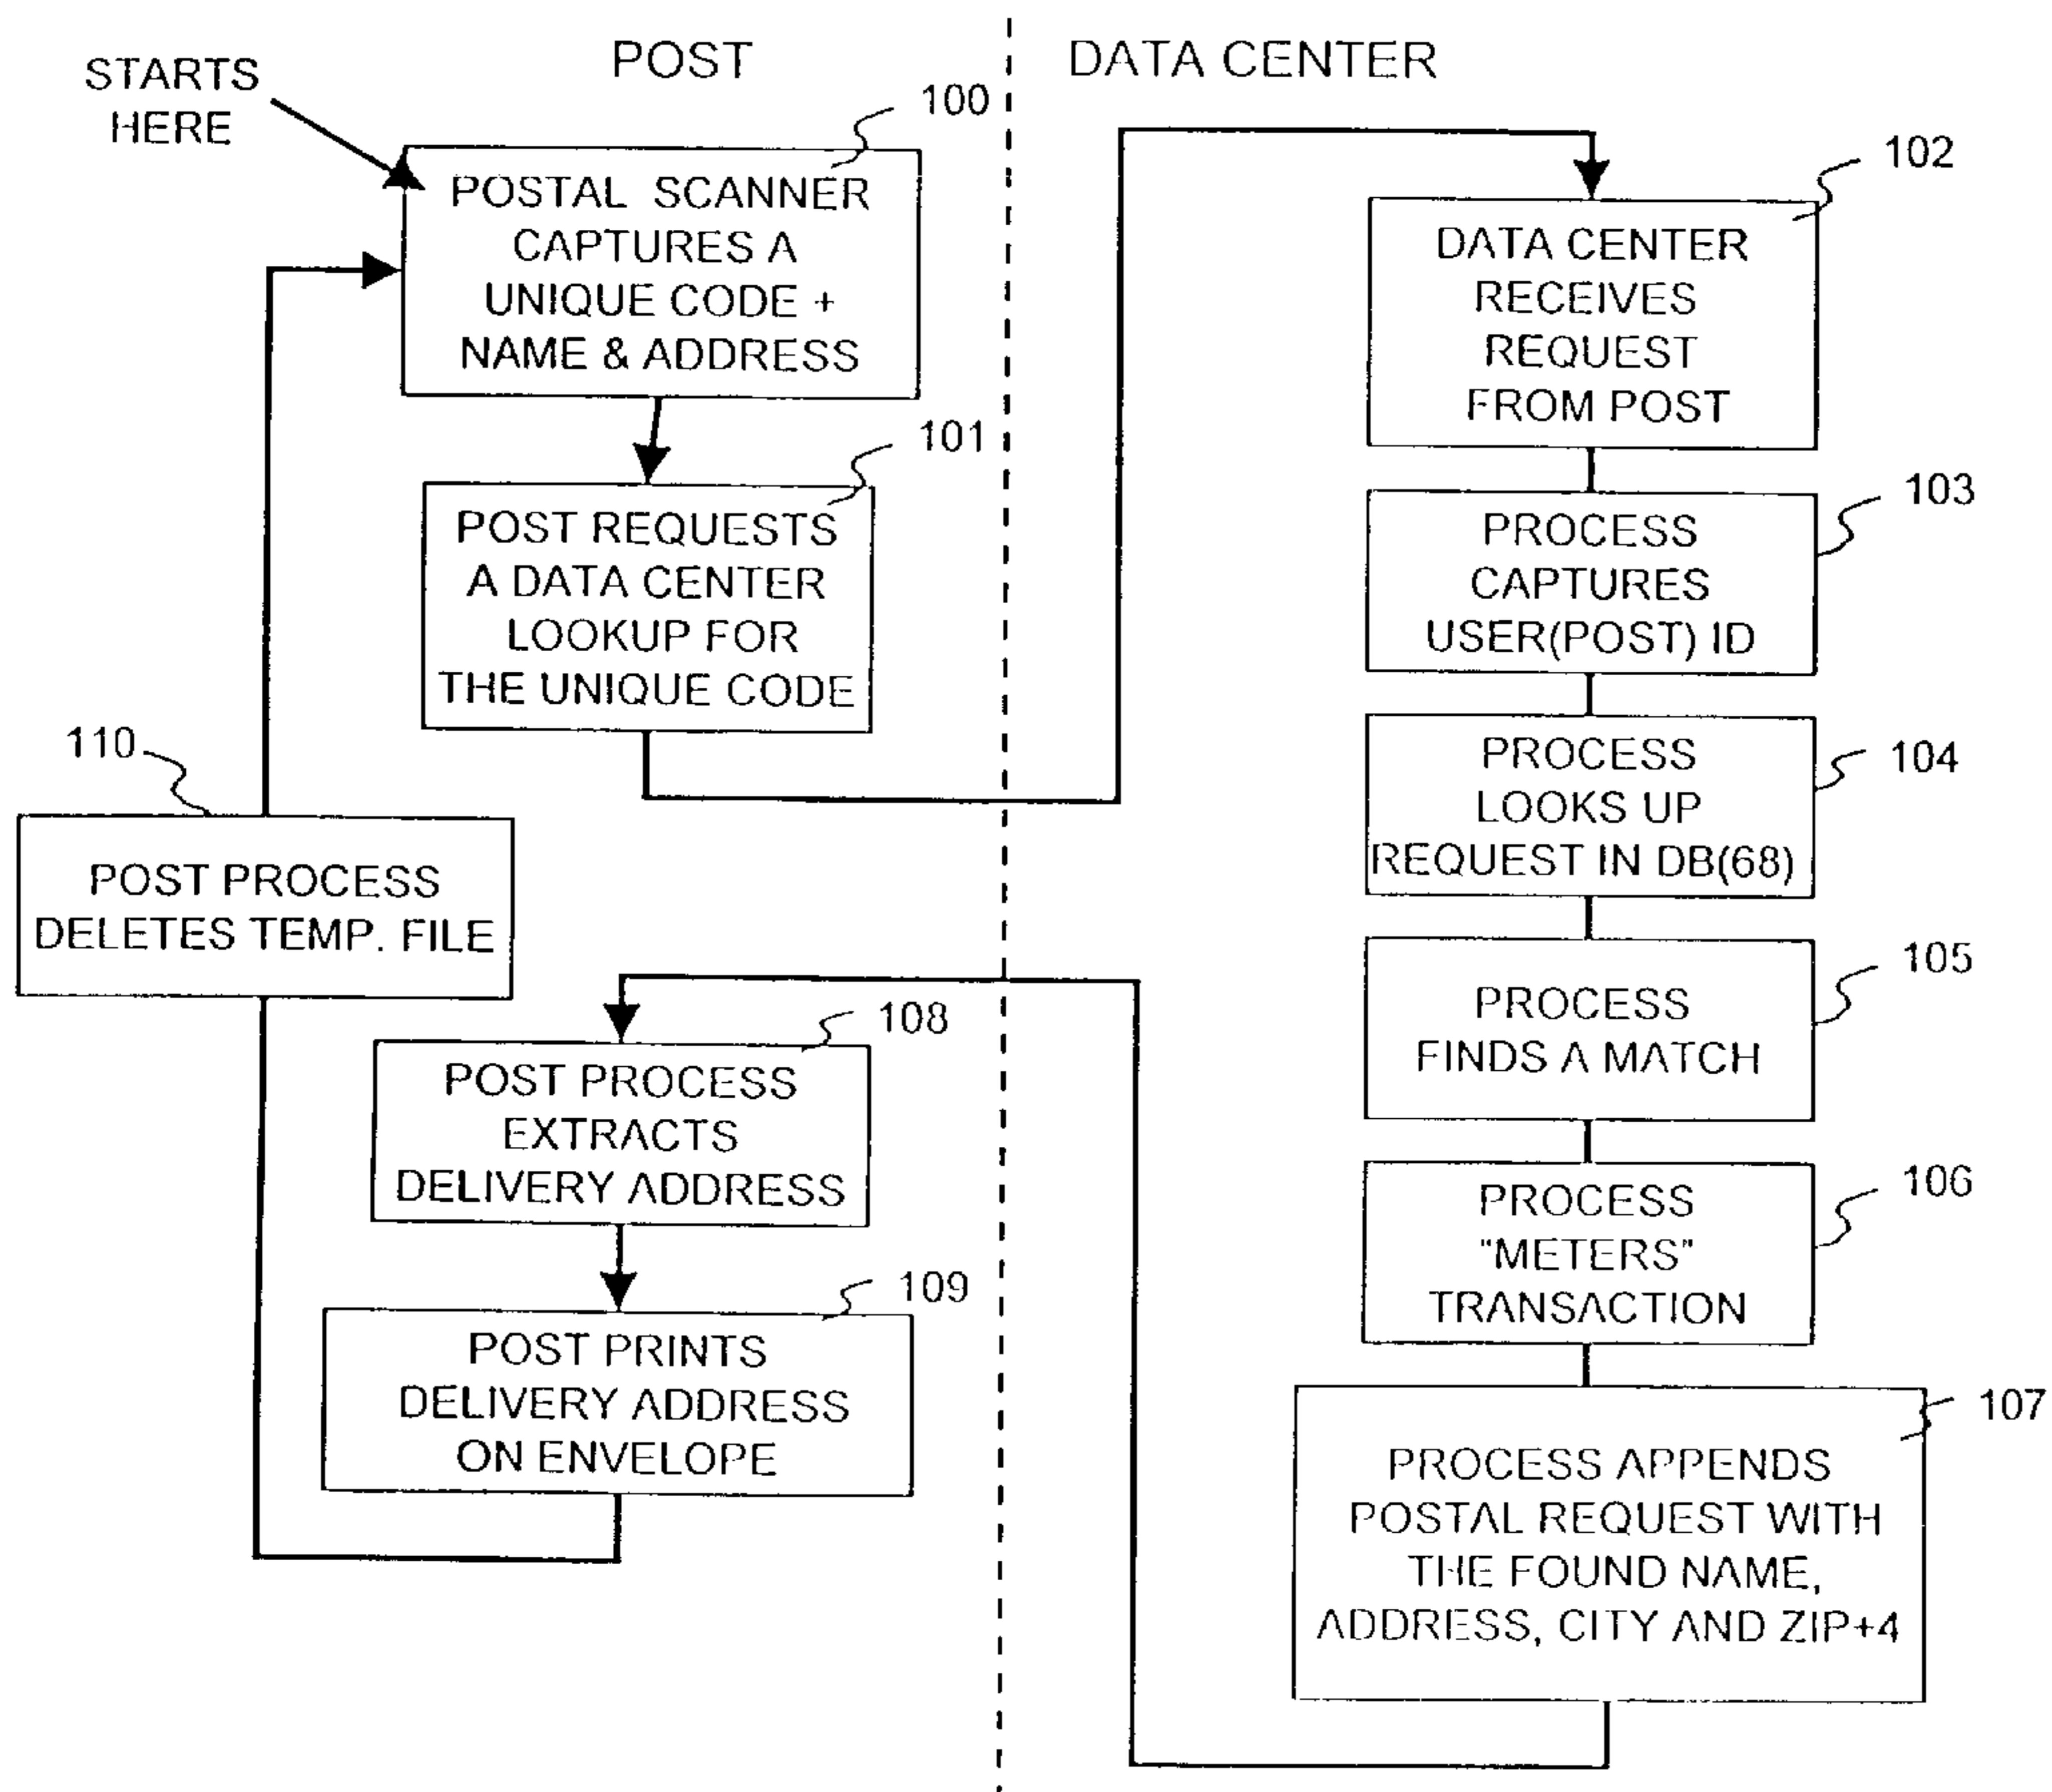 STARTS
HERE
POST
100
POSTAL SCANNER
CAPTURES A
UNIQUE CODE +
NAME & ADDRESS
101
POST REQUESTS
A DATA CENTER
LOOKUP FOR
THE UNIQUE CODE
DATA CENTER
102
DATA CENTER
RECEIVES
REQUEST
FROM POST
103
PROCESS
CAPTURES
USER(POST) ID
104
PROCESS
LOOKS UP
REQUEST IN DB(68)
105
PROCESS
FINDS A MATCH
106
PROCESS
"METERS"
TRANSACTION
107
PROCESS APPENDS
POSTAL REQUEST WITH
THE FOUND NAME,
ADDRESS, CITY AND ZIP+4
108
POST PROCESS
EXTRACTS
DELIVERY ADDRESS
109
POST PRINTS
DELIVERY ADDRESS
ON ENVELOPE
110
POST PROCESS
DELETES TEMP. FILE